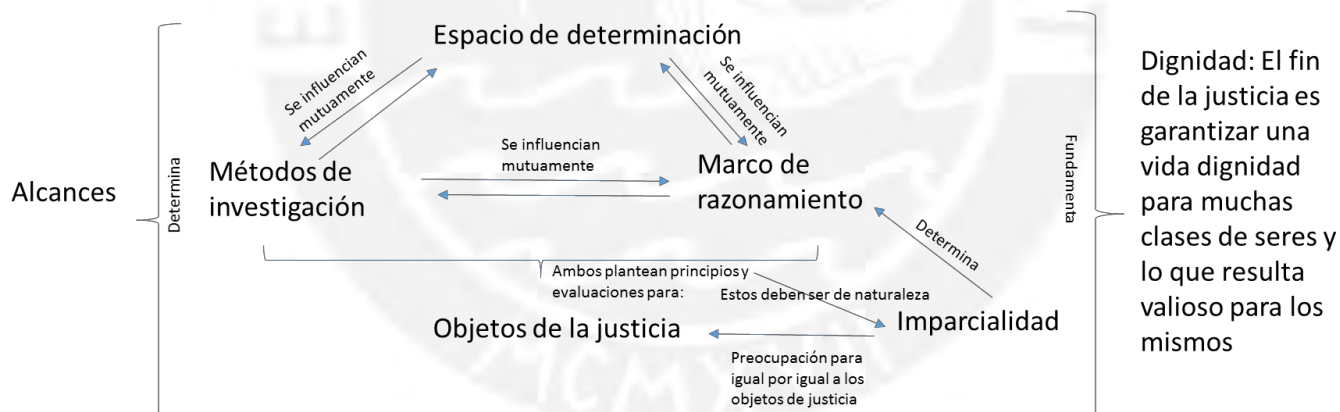 Espacio de determinación
Se influencian
mutuamente
Se influencian
mutuamente
Alcances
Determina
Métodos de
investigación
Se influencian
mutuamente
Marco de
razonamiento
Fundamenta
Dignidad: El fin
de la justicia es
garantizar una
vida dignidad
para muchas
clases de seres y
lo que resulta
valioso para los
mismos
Determina
Ambos plantean principios y
evaluaciones para:
Estos deben ser de naturaleza
Objetos de la justicia
Imparcialidad
Preocupación para
igual por igual a los
objetos de justicia